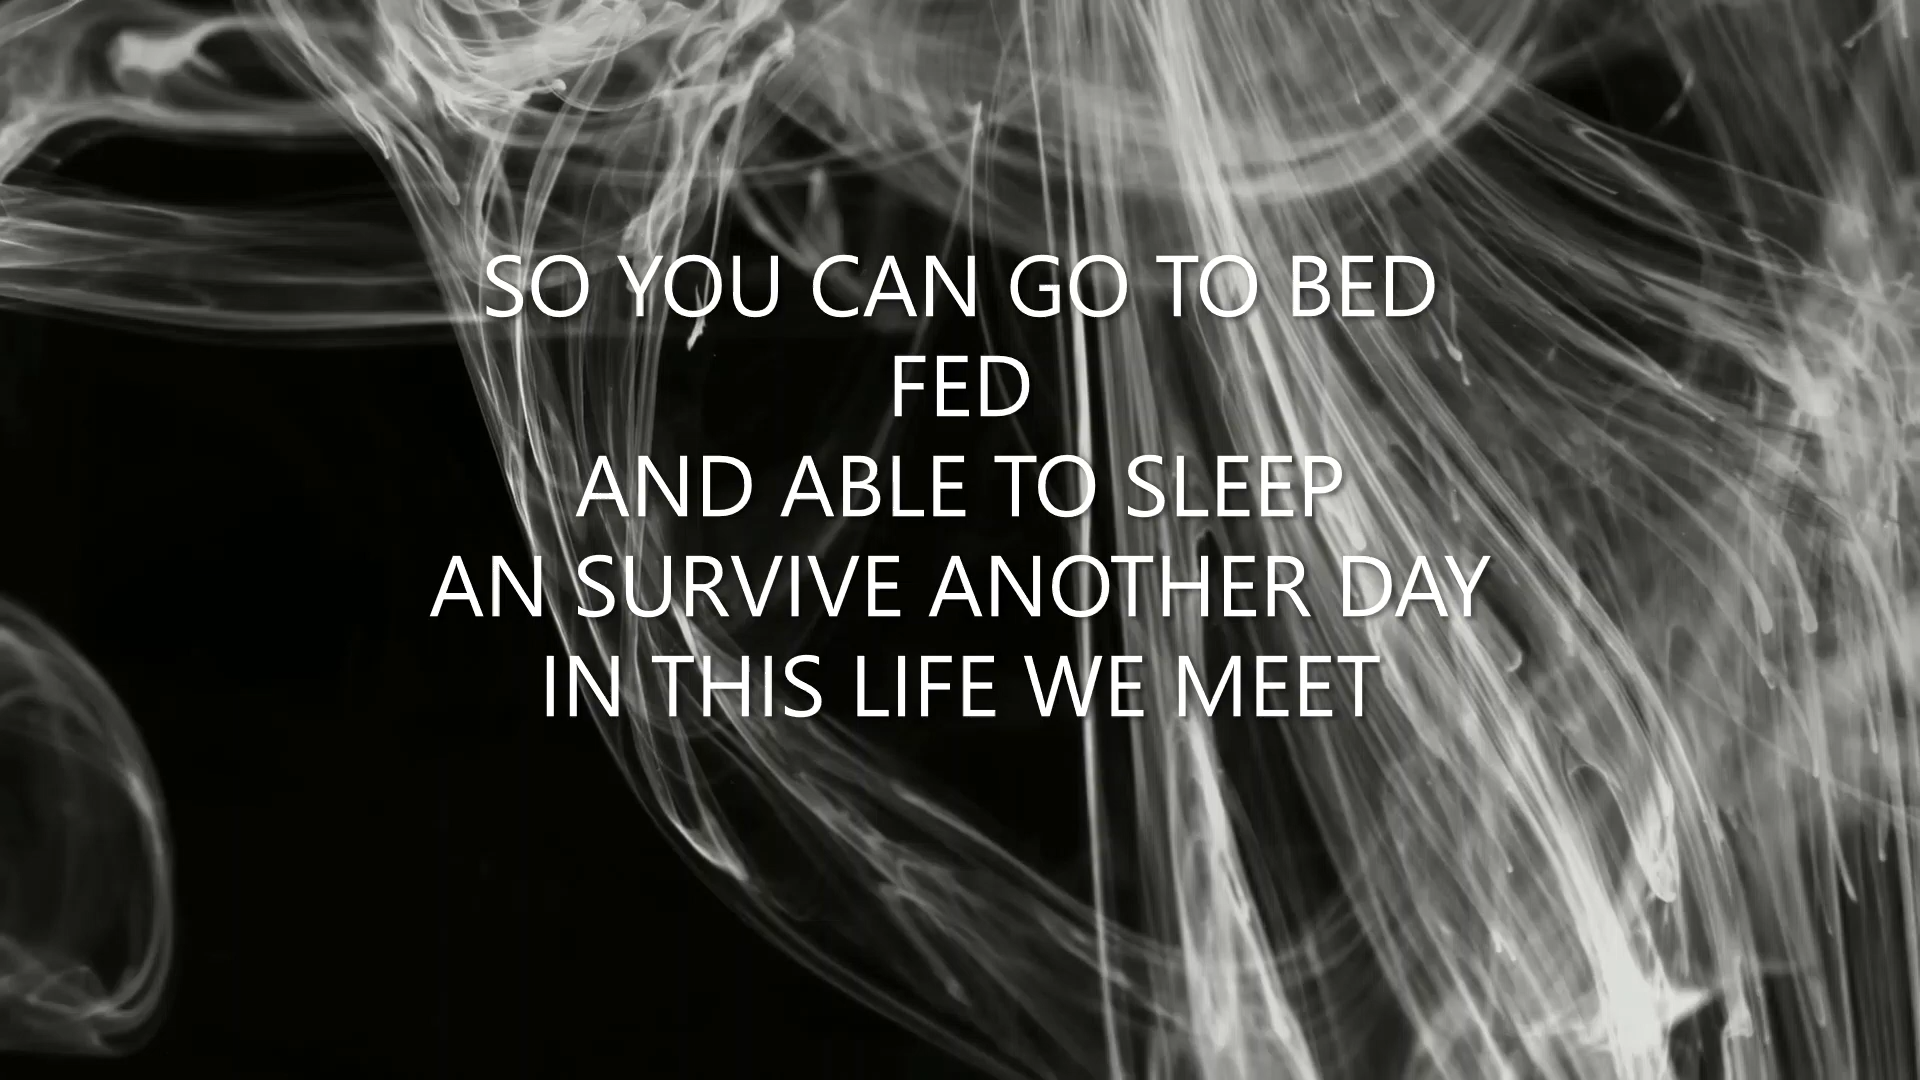 SO YOU CAN GO TO BED
FED
AND ABLE TO SLEEP
AN SURVIVE ANOTHER DAY
IN THIS LIFE WE MEET